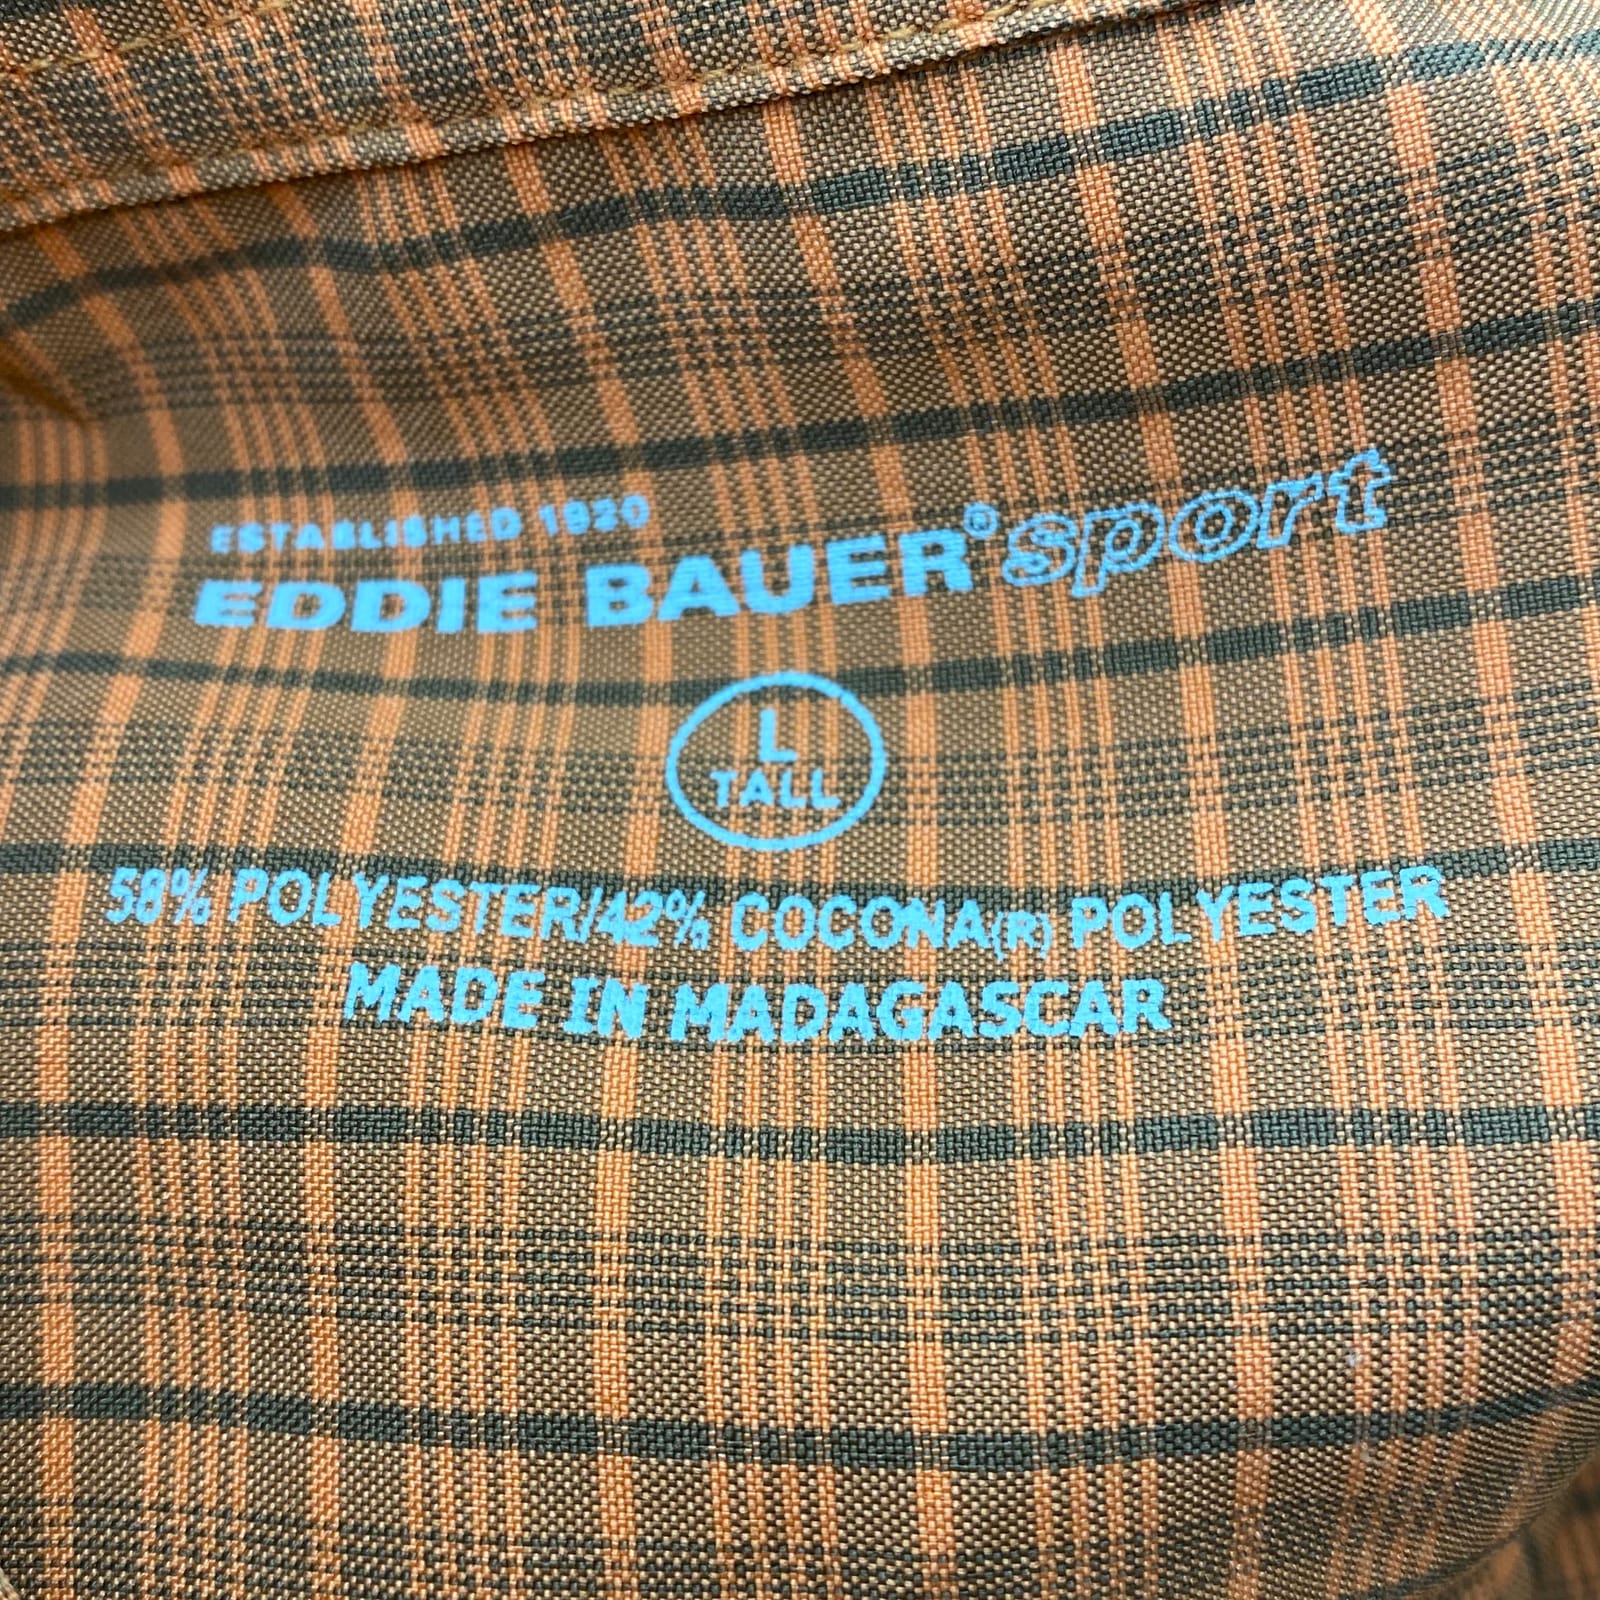 ESTABLISHED 1920
EDDIE BAUER® sport
L
TALL
58% POLYESTER/42% COCONA(R) POLYESTER
MADE IN MADAGASCAR